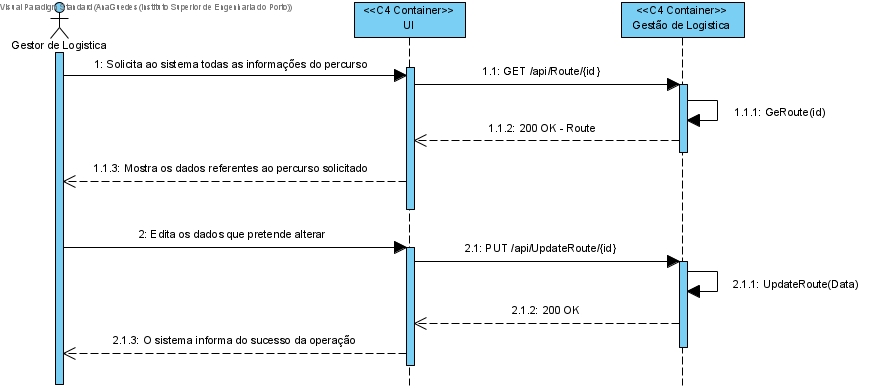 Visual Paradigm Standard (AnaGuedes (Instituto Superior de Engenharia do Porto))
Gestor de Logistica
<<C4 Container>>
UI
<<C4 Container>>
Gestão de Logistica
1: Solicita ao sistema todas as informações do percurso
1.1: GET /api/Route/{id}
1.1.1: GeRoute(id)
1.1.2: 200 OK - Route
1.1.3: Mostra os dados referentes ao percurso solicitado
2: Edita os dados que pretende alterar
2.1: PUT /api/UpdateRoute/{id}
2.1.1: UpdateRoute(Data)
2.1.2: 200 OK
2.1.3: O sistema informa do sucesso da operação